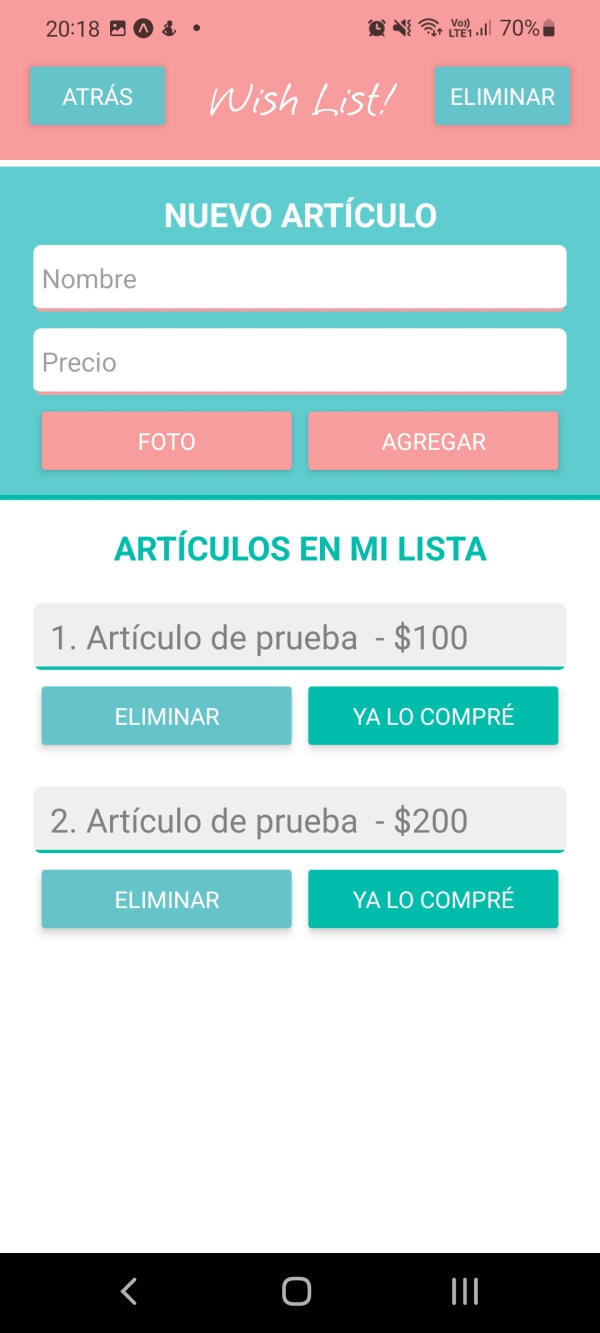 20:18 Vo)) LTE1 70%
ATRÁS Wish List! ELIMINAR
NUEVO ARTÍCULO
Nombre
Precio
FOTO AGREGAR
ARTÍCULOS EN MI LISTA
1. Artículo de prueba - $100
ELIMINAR YA LO COMPRÉ
2. Artículo de prueba - $200
ELIMINAR YA LO COMPRÉ